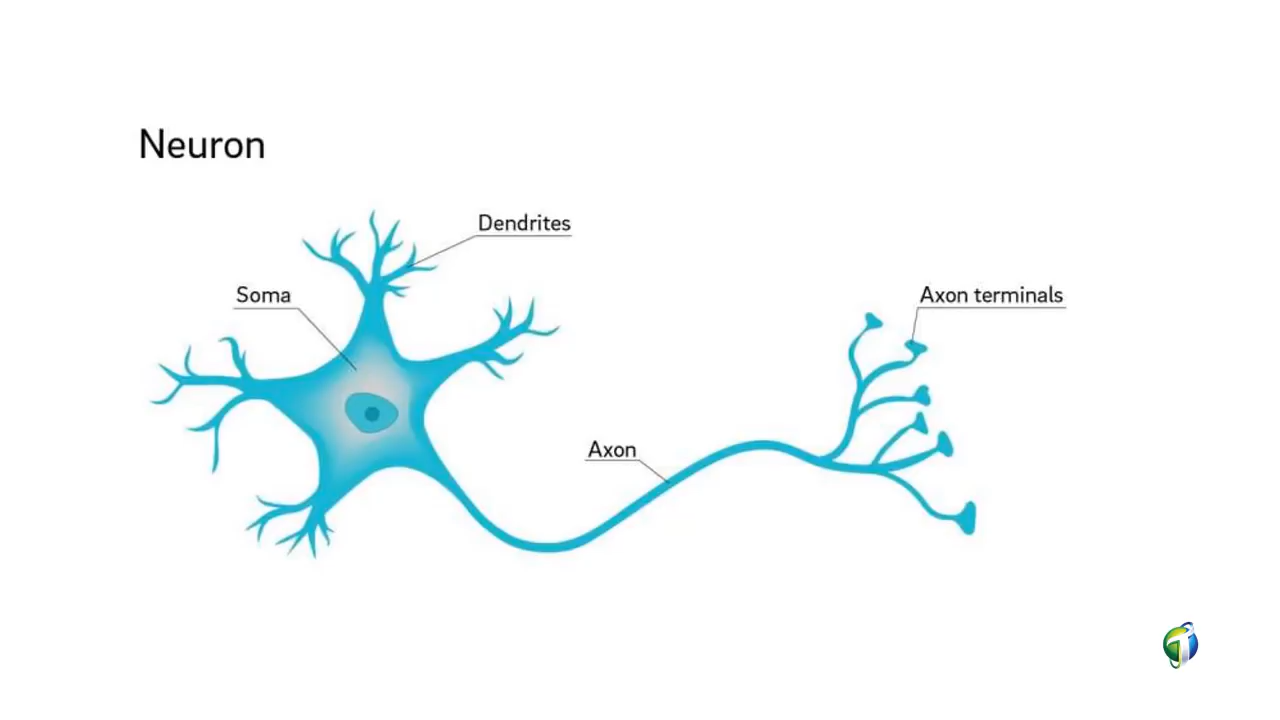 Neuron
Dendrites
Soma
Axon terminals
Axon